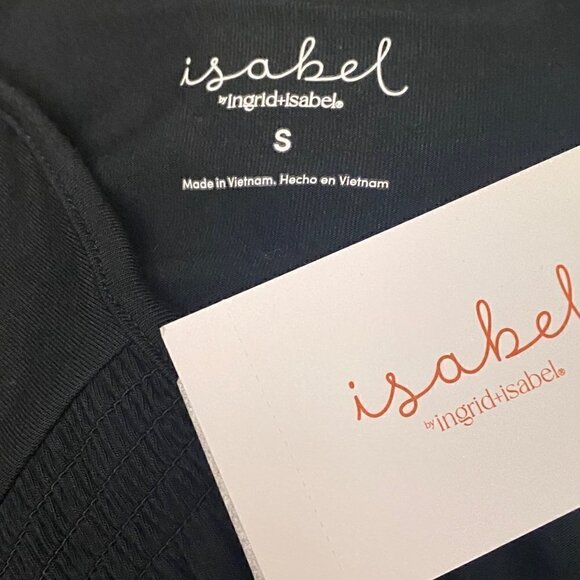 isabel
by ingrid+isabel®
S
Made in Vietnam. Hecho en Vietnam
isabel
by ingrid+isabel®